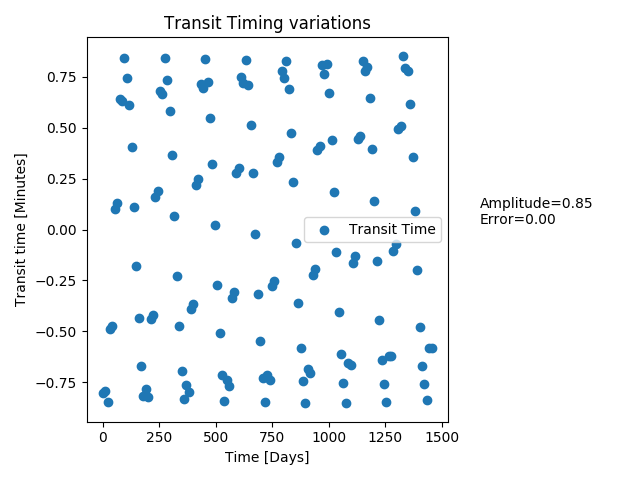 Transit Timing variations
Transit time [Minutes]
0.75
0.50
0.25
0.00
−0.25
−0.50
−0.75
Transit Time
Amplitude=0.85
Error=0.00
0 250 500 750 1000 1250 1500
Time [Days]